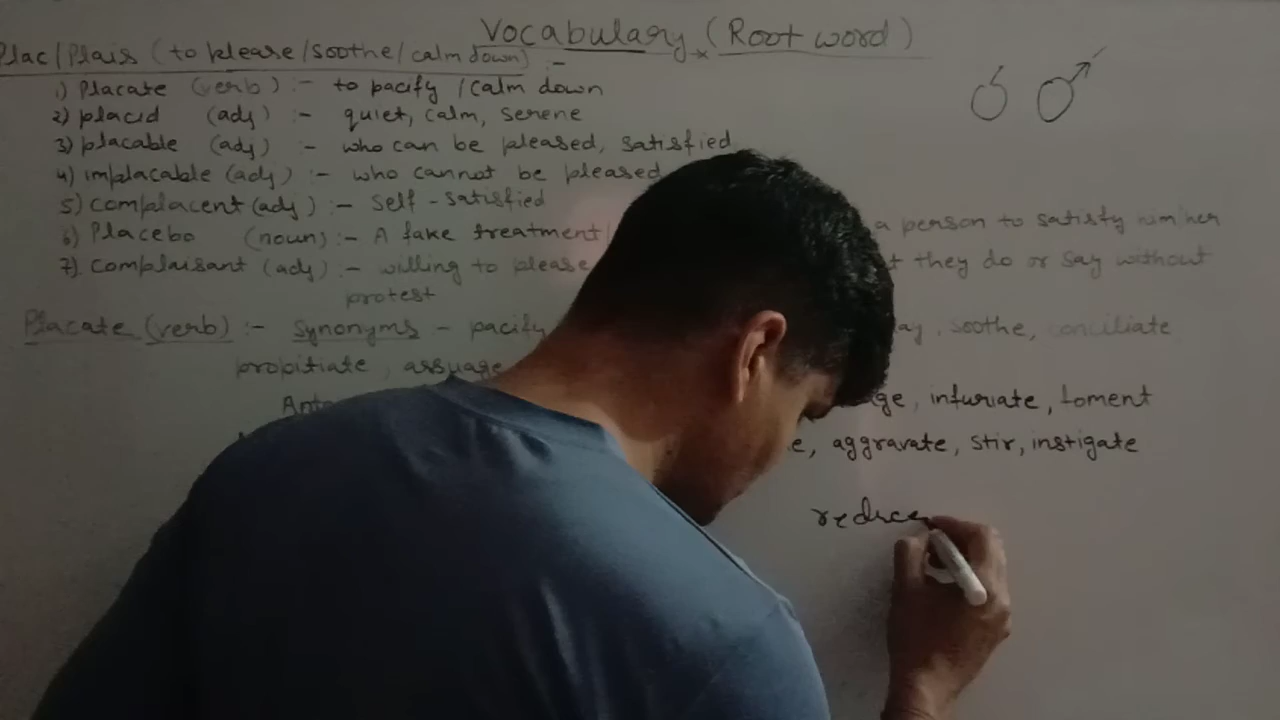 Vocabulary (Root word)
Plac/Plais (to please/soothe/calm down) :-
1) Placate (verb) :- to pacify /calm down
2) placid (adj) :- quiet, calm, serene
3) placable (adj) :- who can be pleased, satisfied
4) implacable (adj) :- who cannot be pleased
5) complacent (adj) :- Self-satisfied
6) Placebo (noun) :- A fake treatment a person to satisfy him/her
7) complaisant (adj) :- willing to please they do or say without
protest
Placate (verb) :- Synonyms - pacify soothe, conciliate
propitiate, assuage
infuriate, foment
aggravate, stir, instigate
reduce